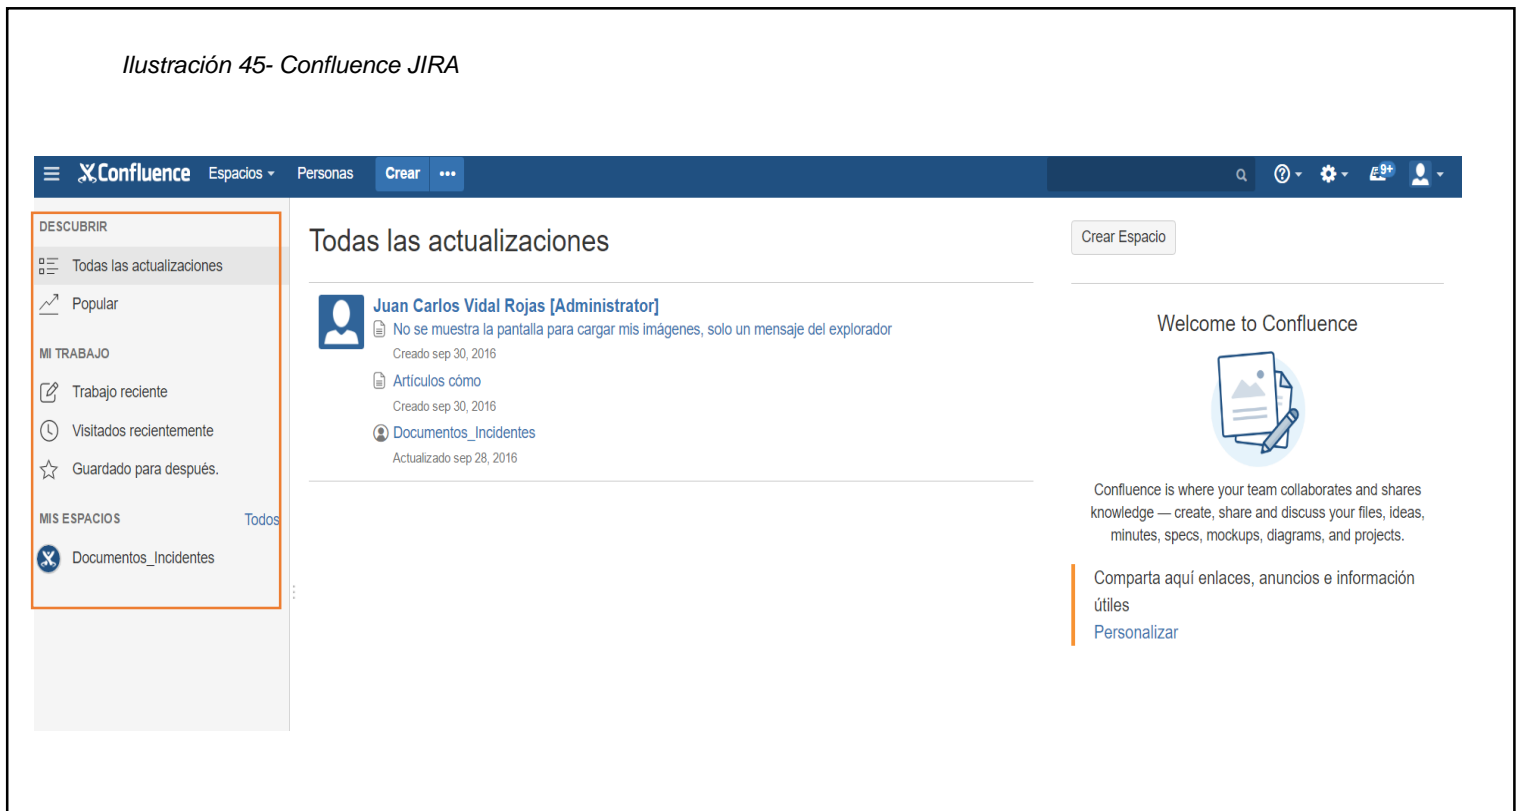 Ilustración 45- Confluence JIRA
Confluence Espacios Personas Crear ••• 9+
DESCUBRIR
Todas las actualizaciones
Popular
MI TRABAJO
Trabajo reciente
Visitados recientemente
Guardado para después.
MIS ESPACIOS Todos
Documentos_Incidentes
Todas las actualizaciones
Juan Carlos Vidal Rojas [Administrator]
No se muestra la pantalla para cargar mis imágenes, solo un mensaje del explorador
Creado sep 30, 2016
Artículos cómo
Creado sep 30, 2016
Documentos_Incidentes
Actualizado sep 28, 2016
Crear Espacio
Welcome to Confluence
Confluence is where your team collaborates and shares
knowledge — create, share and discuss your files, ideas,
minutes, specs, mockups, diagrams, and projects.
Comparta aquí enlaces, anuncios e información
útiles
Personalizar